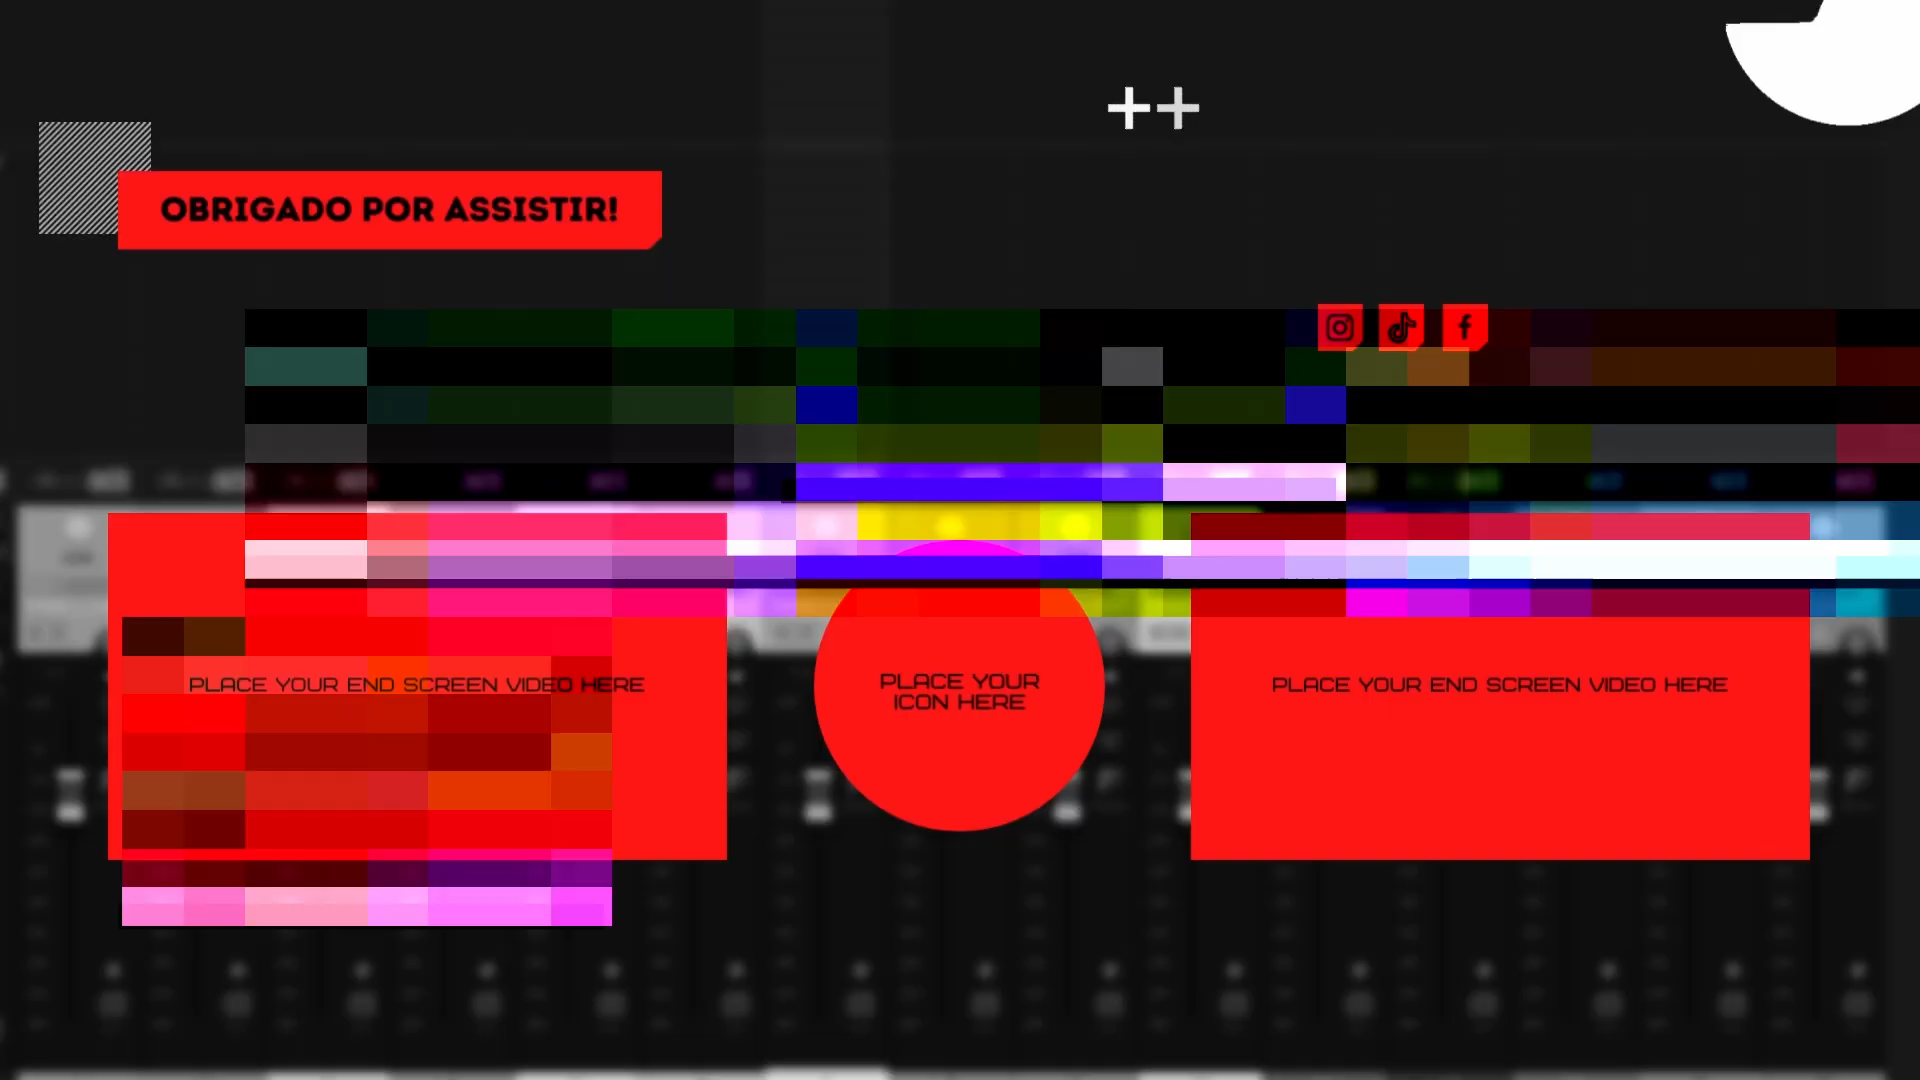 OBRIGADO POR ASSISTIR!
PLACE YOUR END SCREEN VIDEO HERE
PLACE YOUR
ICON HERE
PLACE YOUR END SCREEN VIDEO HERE